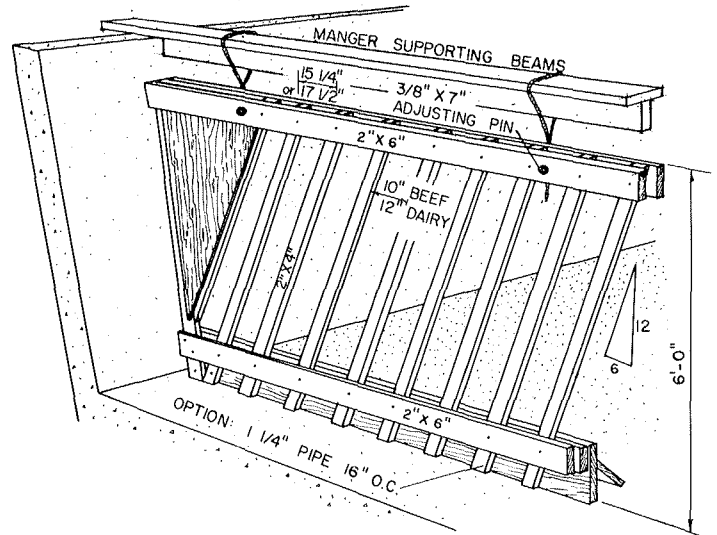 MANGER SUPPORTING BEAMS
15 1/4"
or 17 1/2"
3/8" X 7"
ADJUSTING PIN
2" X 6"
10" BEEF
12" DAIRY
2" X 4"
12
6
6'-0"
2" X 6"
OPTION: 1 1/4" PIPE 16" O.C.